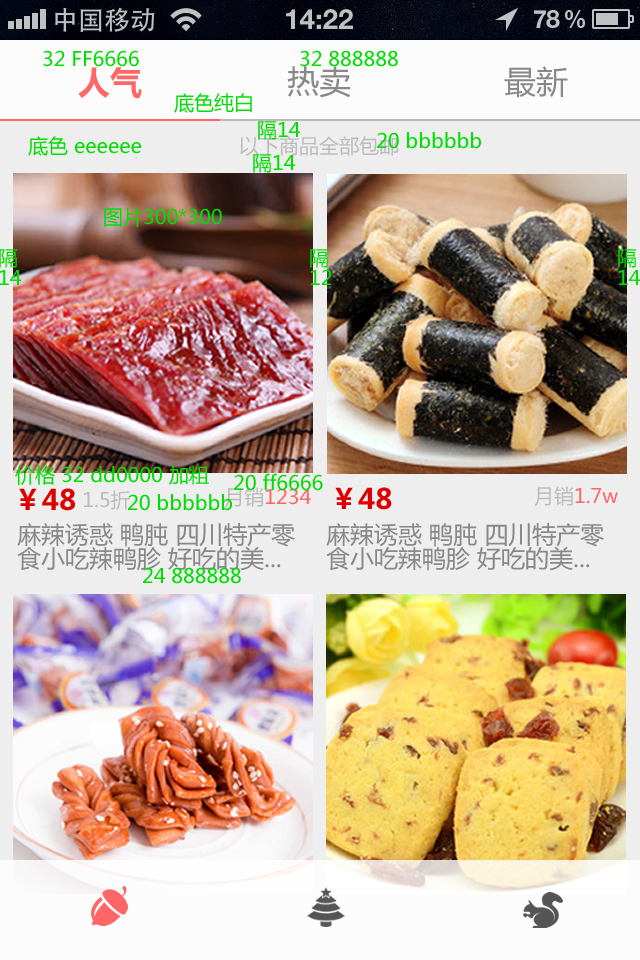 中国移动 14:22 78%
32 FF6666
32 888888
人气 热卖 最新
底色纯白
隔14
底色 eeeeee
以下商品全部包邮
20 bbbbbb
隔14
图片300*300
隔14
隔12
隔14
价格 32 dd0000 加粗
20 ff6666
¥48 1.5折 月销1234
20 bbbbbb
¥48 月销1.7w
麻辣诱惑 鸭肫 四川特产零
食小吃辣鸭胗 好吃的美...
麻辣诱惑 鸭肫 四川特产零
食小吃辣鸭胗 好吃的美...
24 888888